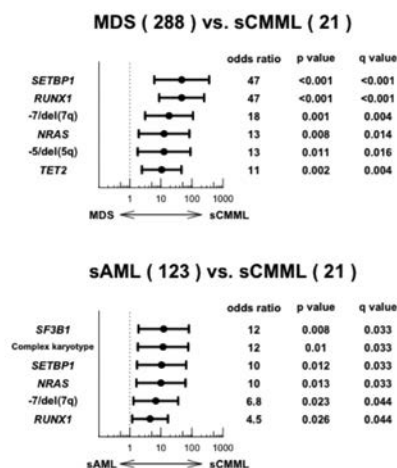 MDS ( 288 ) vs. sCMML ( 21 )
odds ratio p value q value
SETBP1 47 <0.001 <0.001
RUNX1 47 <0.001 <0.001
-7/del(7q) 18 0.001 0.004
NRAS 13 0.008 0.014
-5/del(5q) 13 0.011 0.016
TET2 11 0.002 0.004
1 10 100 1000
MDS sCMML
sAML ( 123 ) vs. sCMML ( 21 )
odds ratio p value q value
SF3B1 12 0.008 0.033
Complex karyotype 12 0.01 0.033
SETBP1 10 0.012 0.033
NRAS 10 0.013 0.033
-7/del(7q) 6.8 0.023 0.044
RUNX1 4.5 0.026 0.044
1 10 100 1000
sAML sCMML